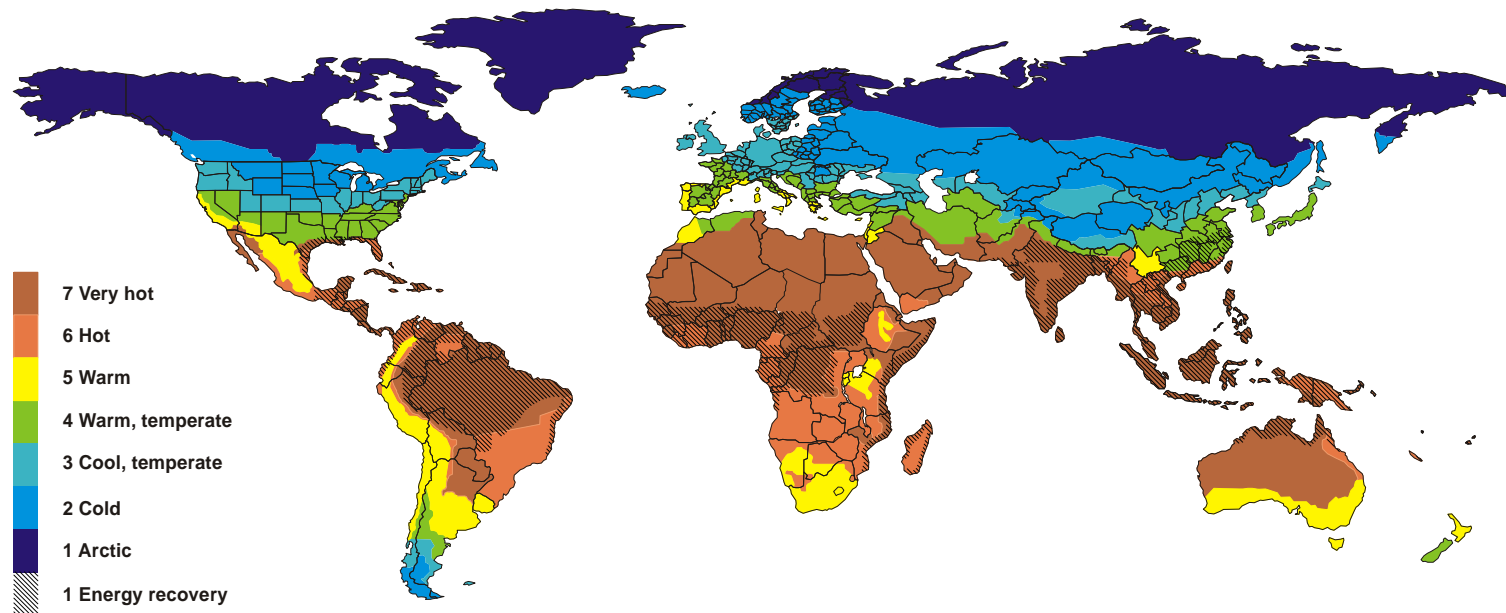 7 Very hot
6 Hot
5 Warm
4 Warm, temperate
3 Cool, temperate
2 Cold
1 Arctic
1 Energy recovery